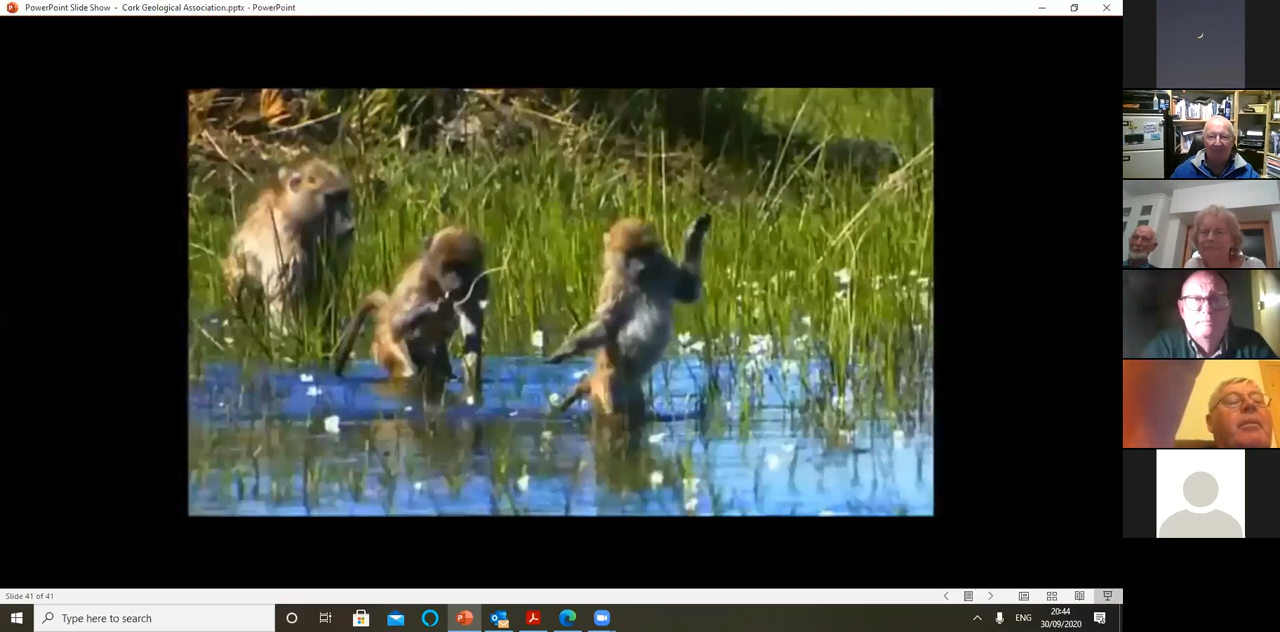 PowerPoint Slide Show - Cork Geological Association.pptx - PowerPoint
Slide 41 of 41
Type here to search
ENG
20:44
30/09/2020